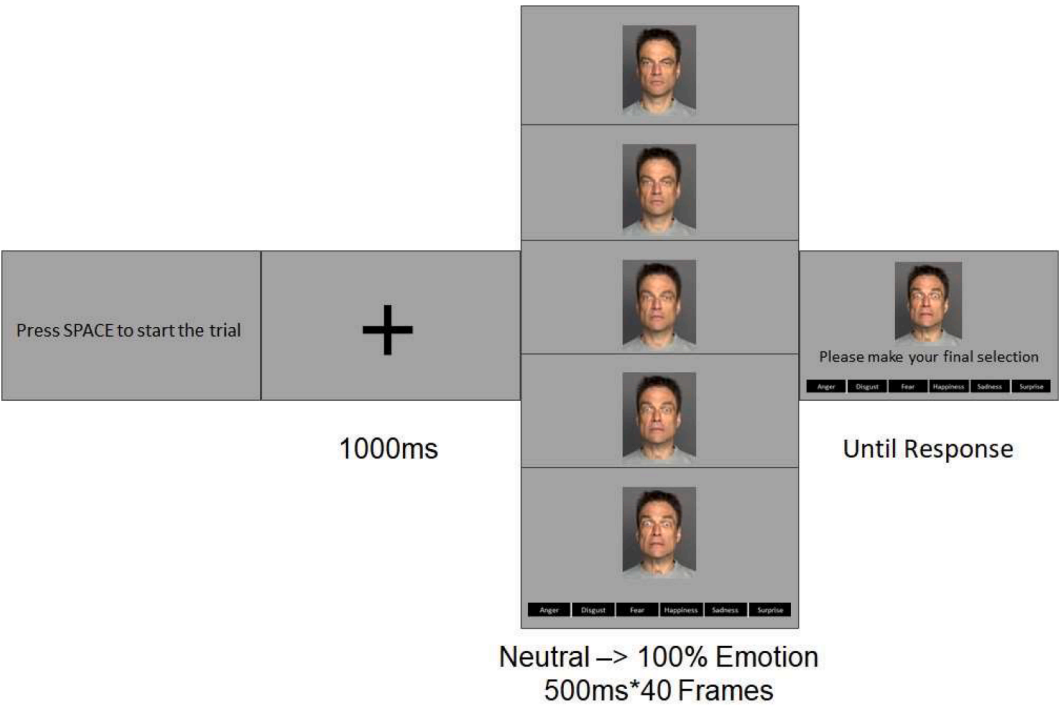 Press SPACE to start the trial
+
1000ms
Anger Disgust Fear Happiness Sadness Surprise
Neutral –> 100% Emotion
500ms*40 Frames
Please make your final selection
Anger Disgust Fear Happiness Sadness Surprise
Until Response